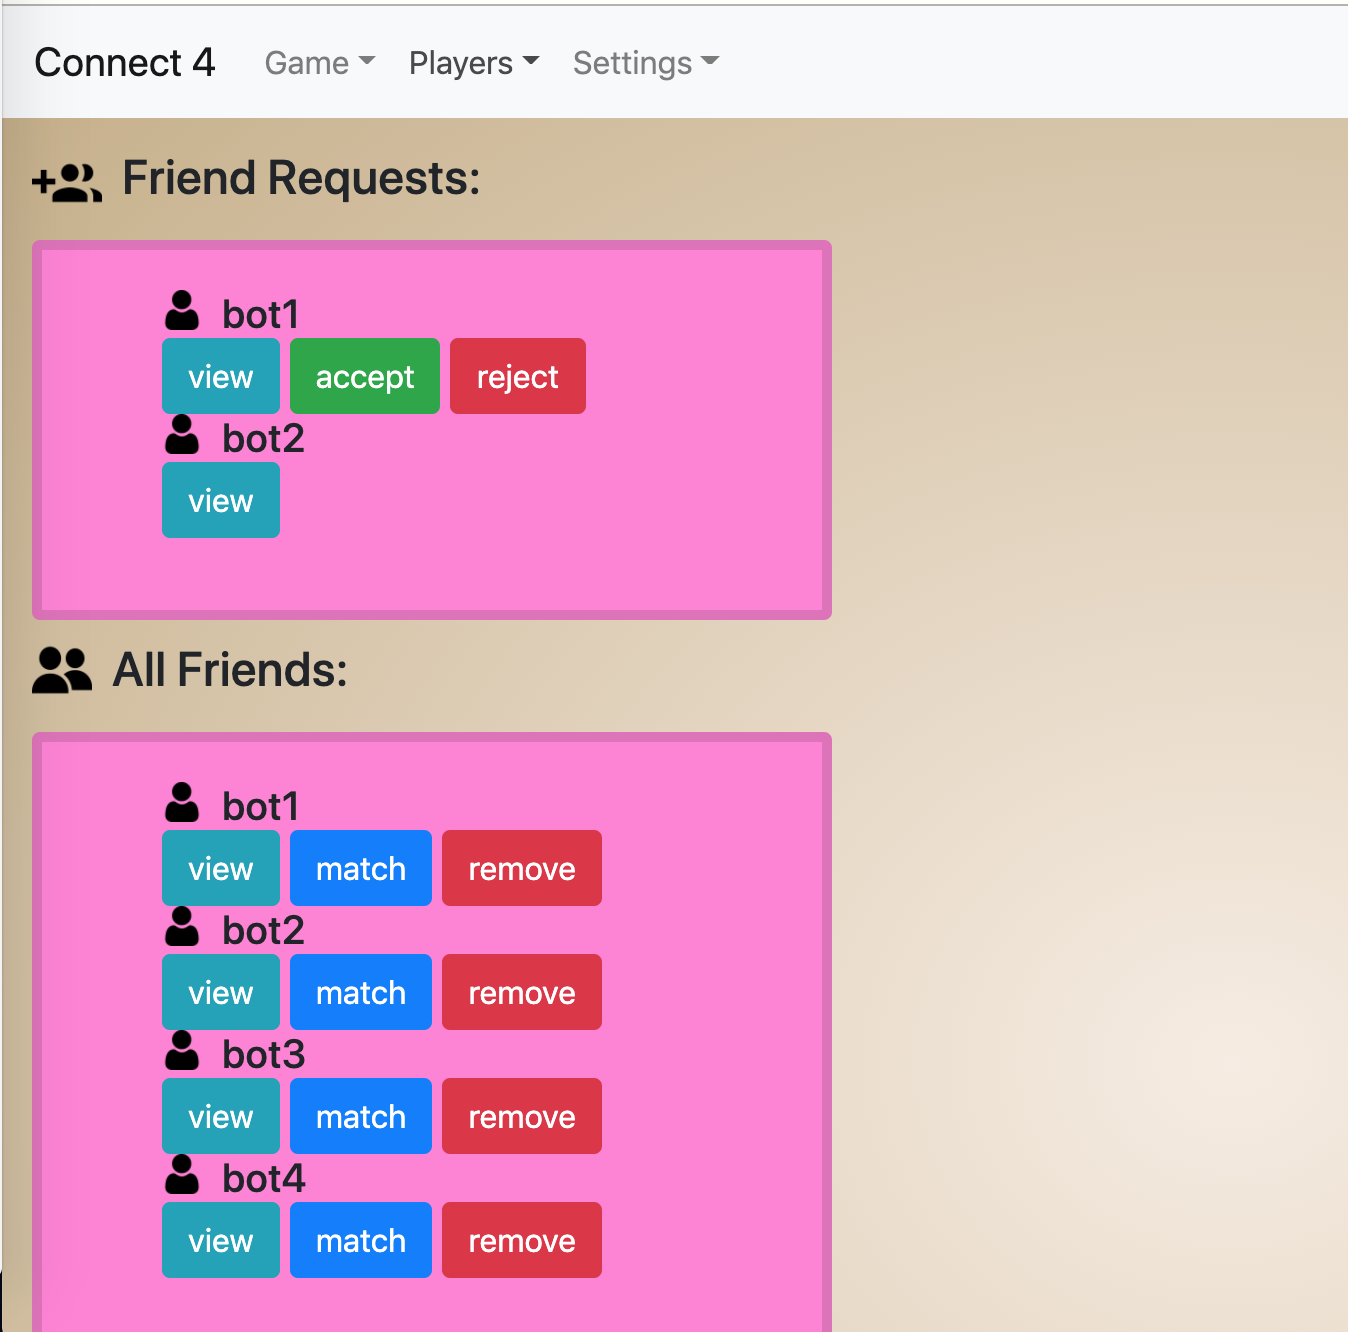 Connect 4 Game Players Settings
Friend Requests:
bot1
view accept reject
bot2
view
All Friends:
bot1
view match remove
bot2
view match remove
bot3
view match remove
bot4
view match remove